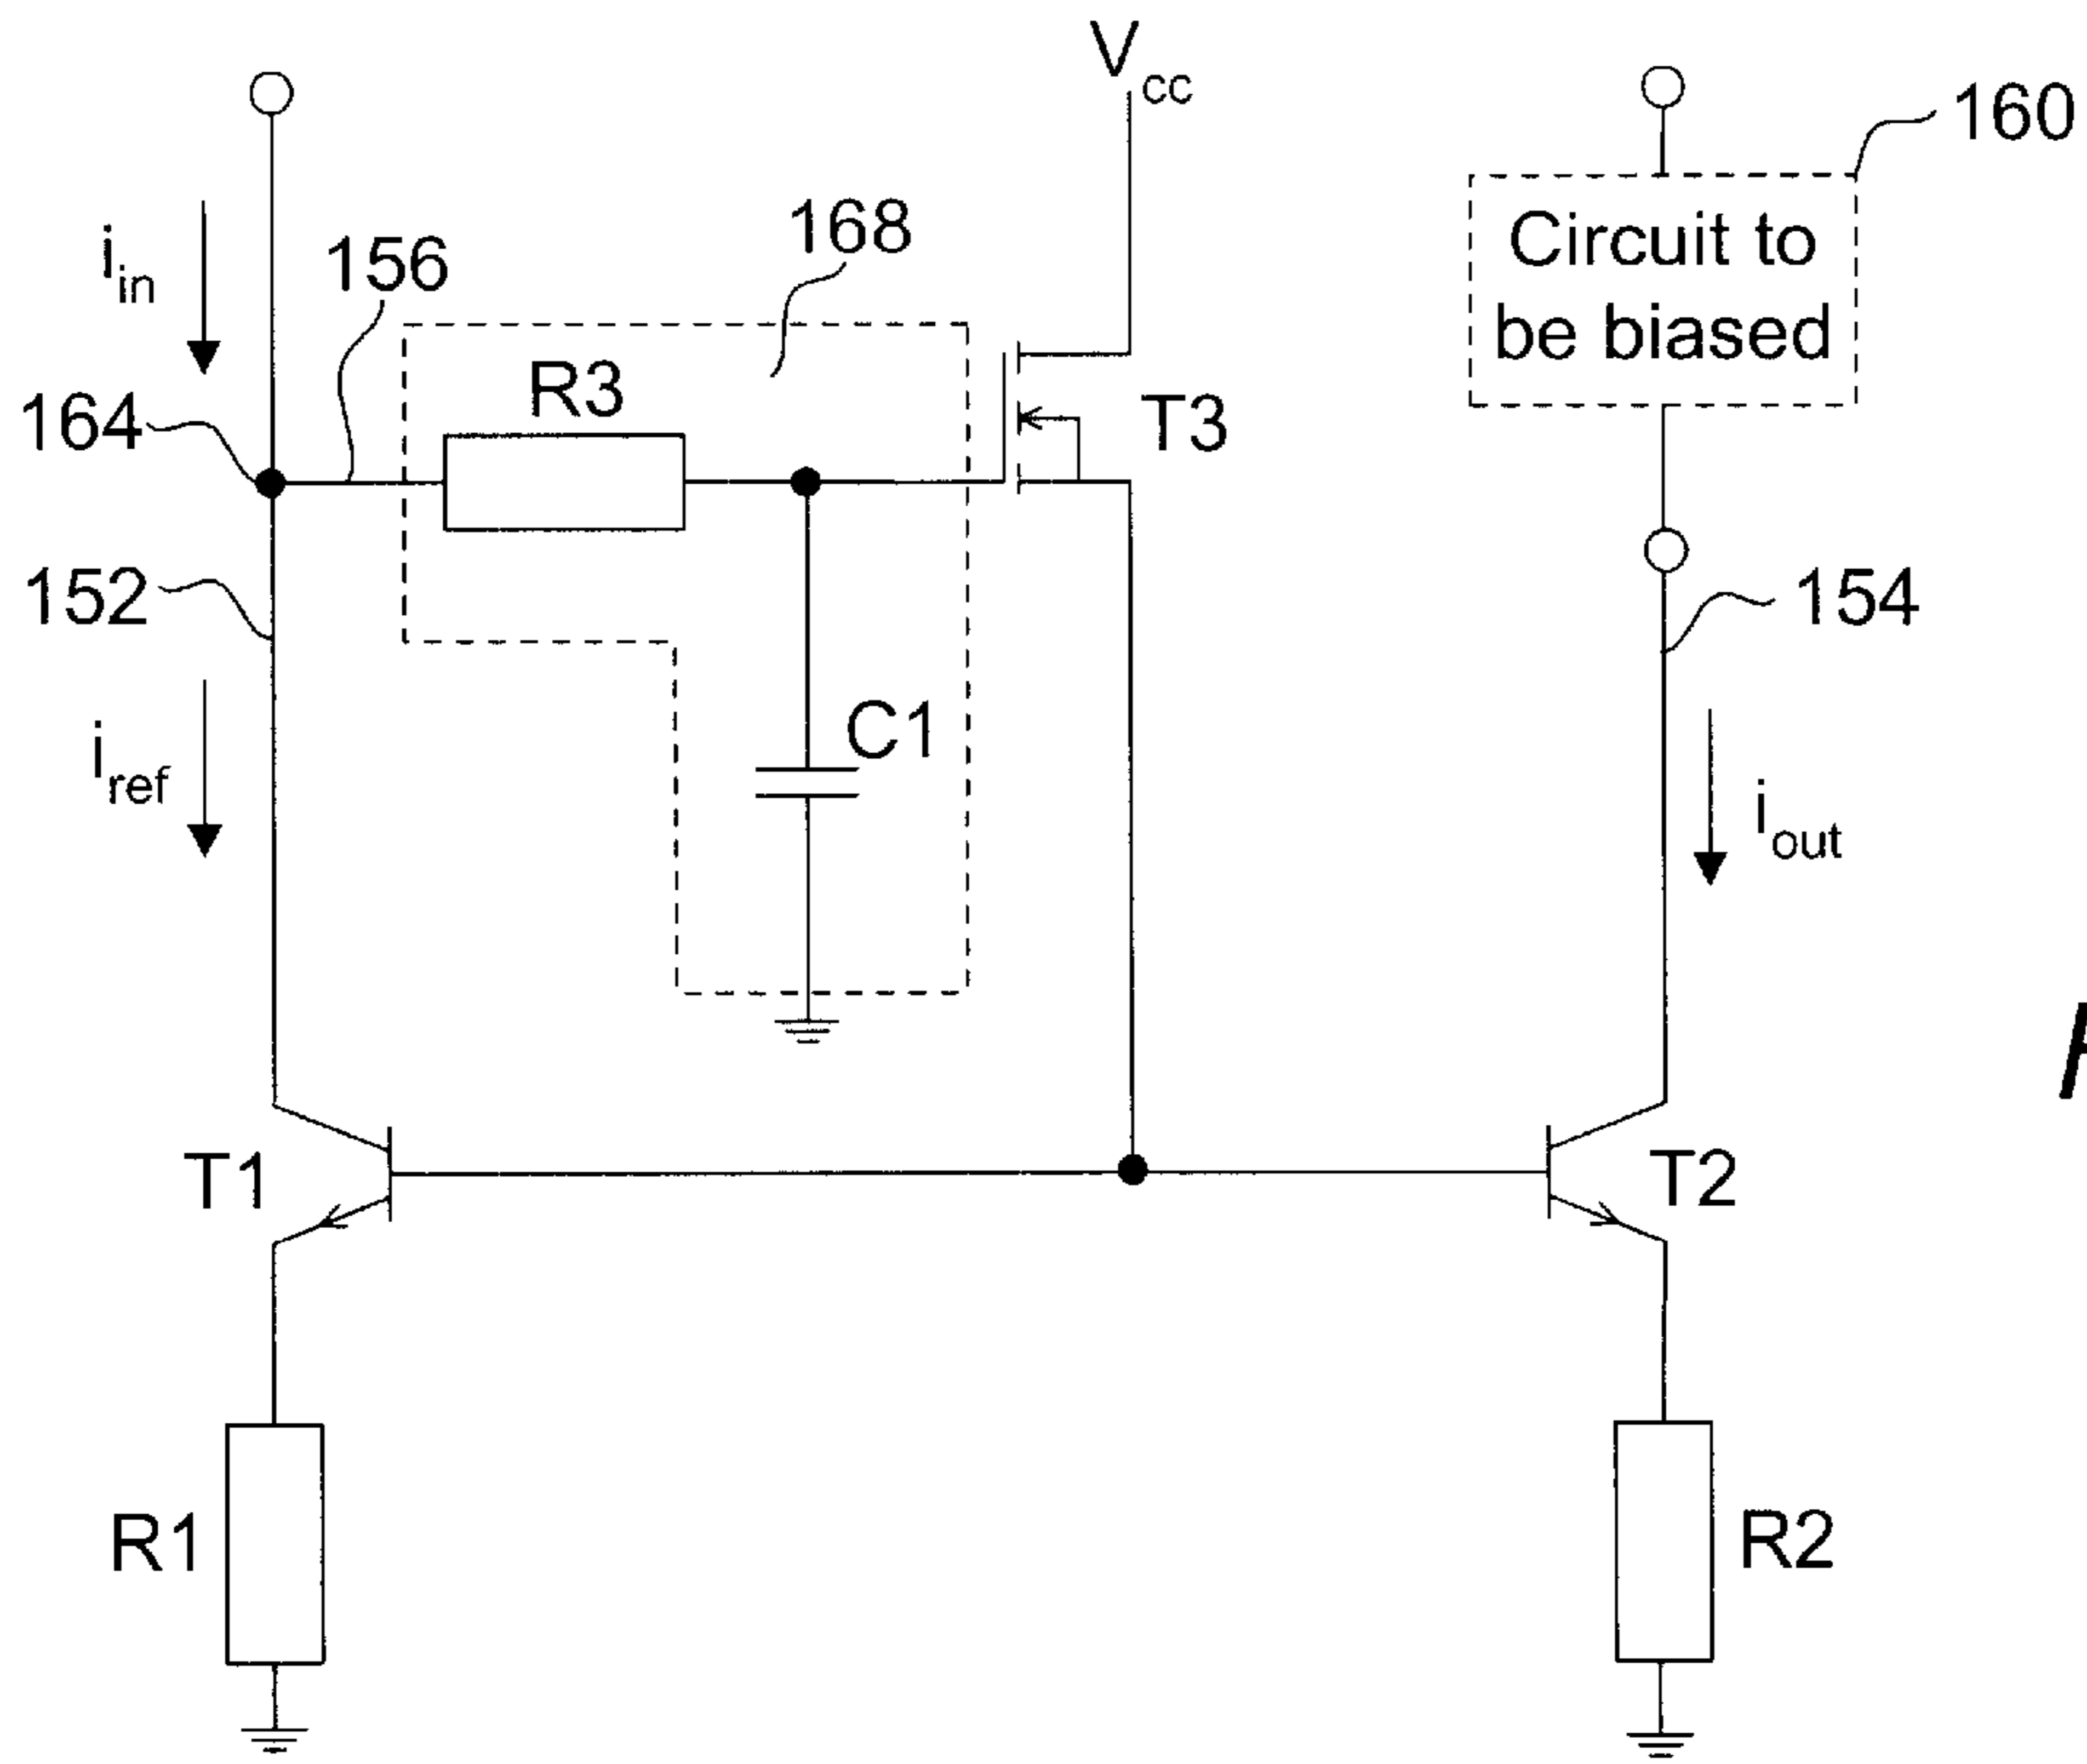 Vcc
160
Circuit to
be biased
168
iin
156
R3
T3
164
152
154
C1
iref
iout
T1
T2
R1
R2